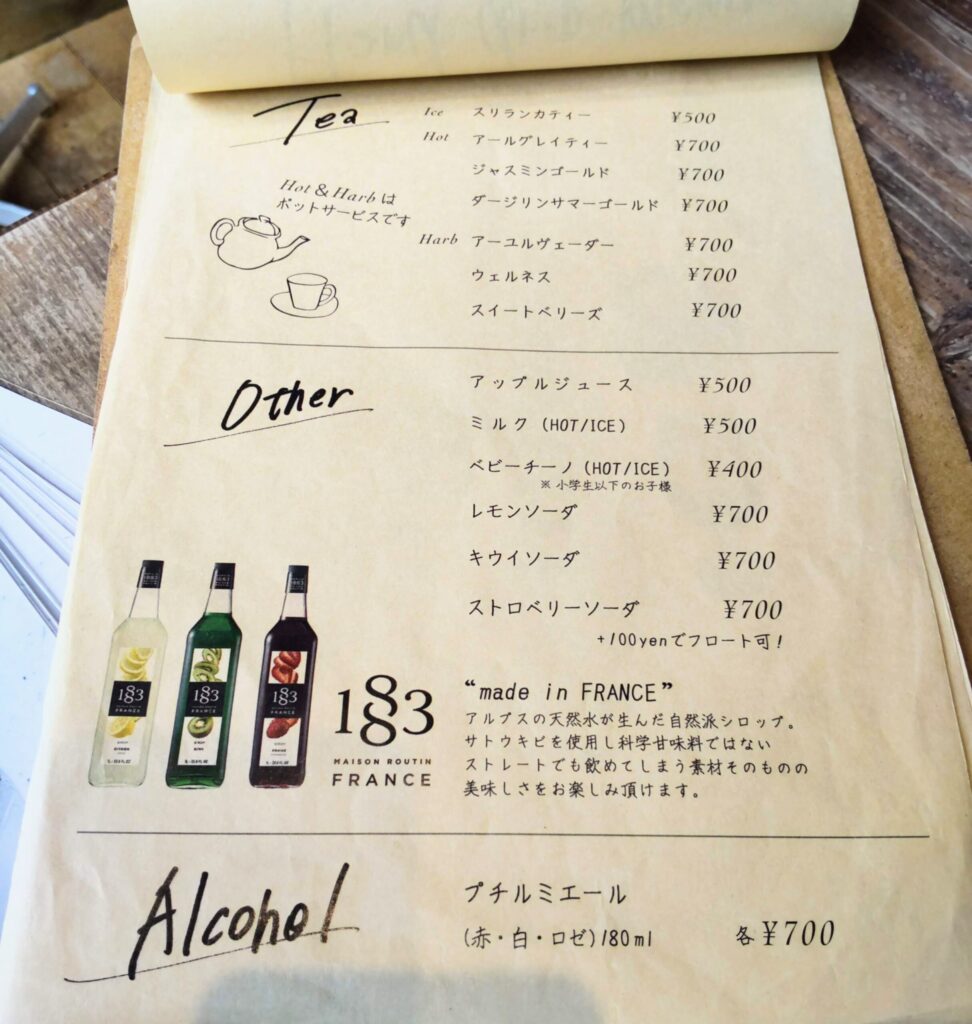 Tea
Ice スリランカティー ¥500
Hot アールグレイティー ¥700
ジャスミンゴールド ¥700
ダージリンサマーゴールド ¥700
Hot & Harb は
ポットサービスです
Harb アーユルヴェーダー ¥700
ウェルネス ¥700
スイートベリーズ ¥700
Other
アップルジュース ¥500
ミルク (HOT/ICE) ¥500
ベビーチーノ (HOT/ICE) ¥400
※ 小学生以下のお子様
レモンソーダ ¥700
キウイソーダ ¥700
ストロベリーソーダ ¥700
+100yenでフロート可!
1883
FRANCE
1883
FRANCE
1883
FRANCE
1883
MAISON ROUTIN
FRANCE
“made in FRANCE”
アルプスの天然水が生んだ自然派シロップ。
サトウキビを使用し科学甘味料ではない
ストレートでも飲めてしまう素材そのものの
美味しさをお楽しみ頂けます。
Alcohol
プチルミエール
(赤・白・ロゼ)180ml 各¥700